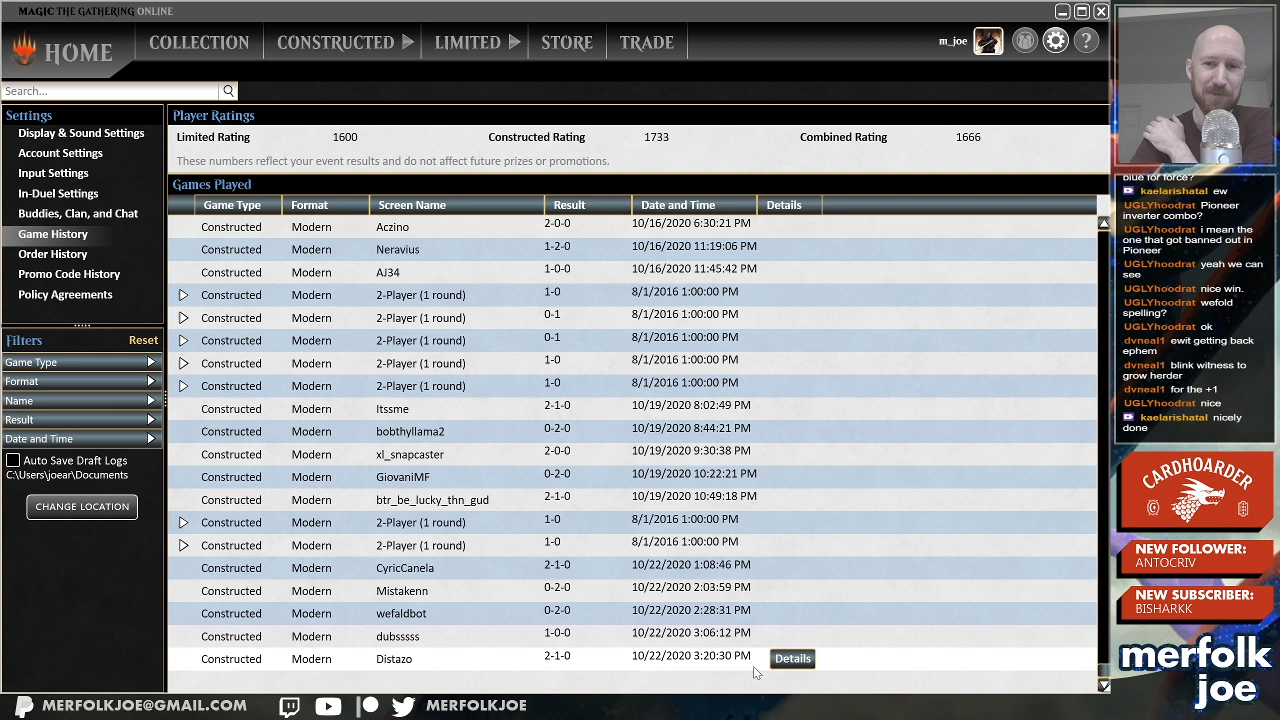 MAGIC THE GATHERING ONLINE
HOME COLLECTION CONSTRUCTED LIMITED STORE TRADE m_joe ?
Search...
Settings
Display & Sound Settings
Account Settings
Input Settings
In-Duel Settings
Buddies, Clan, and Chat
Game History
Order History
Promo Code History
Policy Agreements
Filters Reset
Game Type
Format
Name
Result
Date and Time
Auto Save Draft Logs
C:\Users\joear\Documents
CHANGE LOCATION
Player Ratings
Limited Rating 1600 Constructed Rating 1733 Combined Rating 1666
These numbers reflect your event results and do not affect future prizes or promotions.
Games Played
Game Type Format Screen Name Result Date and Time Details
Constructed Modern Aczino 2-0-0 10/16/2020 6:30:21 PM
Constructed Modern Neravius 1-2-0 10/16/2020 11:19:06 PM
Constructed Modern AJ34 1-0-0 10/16/2020 11:45:42 PM
Constructed Modern 2-Player (1 round) 1-0 8/1/2016 1:00:00 PM
Constructed Modern 2-Player (1 round) 0-1 8/1/2016 1:00:00 PM
Constructed Modern 2-Player (1 round) 0-1 8/1/2016 1:00:00 PM
Constructed Modern 2-Player (1 round) 1-0 8/1/2016 1:00:00 PM
Constructed Modern 2-Player (1 round) 1-0 8/1/2016 1:00:00 PM
Constructed Modern Itssme 2-1-0 10/19/2020 8:02:49 PM
Constructed Modern bobthyllama2 0-2-0 10/19/2020 8:44:21 PM
Constructed Modern xl_snapcaster 2-0-0 10/19/2020 9:30:38 PM
Constructed Modern GiovaniMF 0-2-0 10/19/2020 10:22:21 PM
Constructed Modern btr_be_lucky_thn_gud 2-1-0 10/19/2020 10:49:18 PM
Constructed Modern 2-Player (1 round) 1-0 8/1/2016 1:00:00 PM
Constructed Modern 2-Player (1 round) 1-0 8/1/2016 1:00:00 PM
Constructed Modern CyricCanela 2-1-0 10/22/2020 1:08:46 PM
Constructed Modern Mistakenn 0-2-0 10/22/2020 2:03:59 PM
Constructed Modern wefaldbot 0-2-0 10/22/2020 2:28:31 PM
Constructed Modern dubsssss 1-0-0 10/22/2020 3:06:12 PM
Constructed Modern Distazo 2-1-0 10/22/2020 3:20:30 PM Details
blue for force?
kaelarishatal ew
UGLYhoodrat Pioneer
inverter combo?
UGLYhoodrat i mean the
one that got banned out in
Pioneer
UGLYhoodrat yeah we can
see
UGLYhoodrat nice win.
UGLYhoodrat wefold
spelling?
UGLYhoodrat ok
dvneal1 ewit getting back
ephem
dvneal1 blink witness to
grow herder
dvneal1 for the +1
UGLYhoodrat nice
kaelarishatal nicely
done
CARDHOARDER
NEW FOLLOWER:
ANTOCRIV
NEW SUBSCRIBER:
BISHARKK
merfolk
joe
MERFOLKJOE@GMAIL.COM MERFOLKJOE